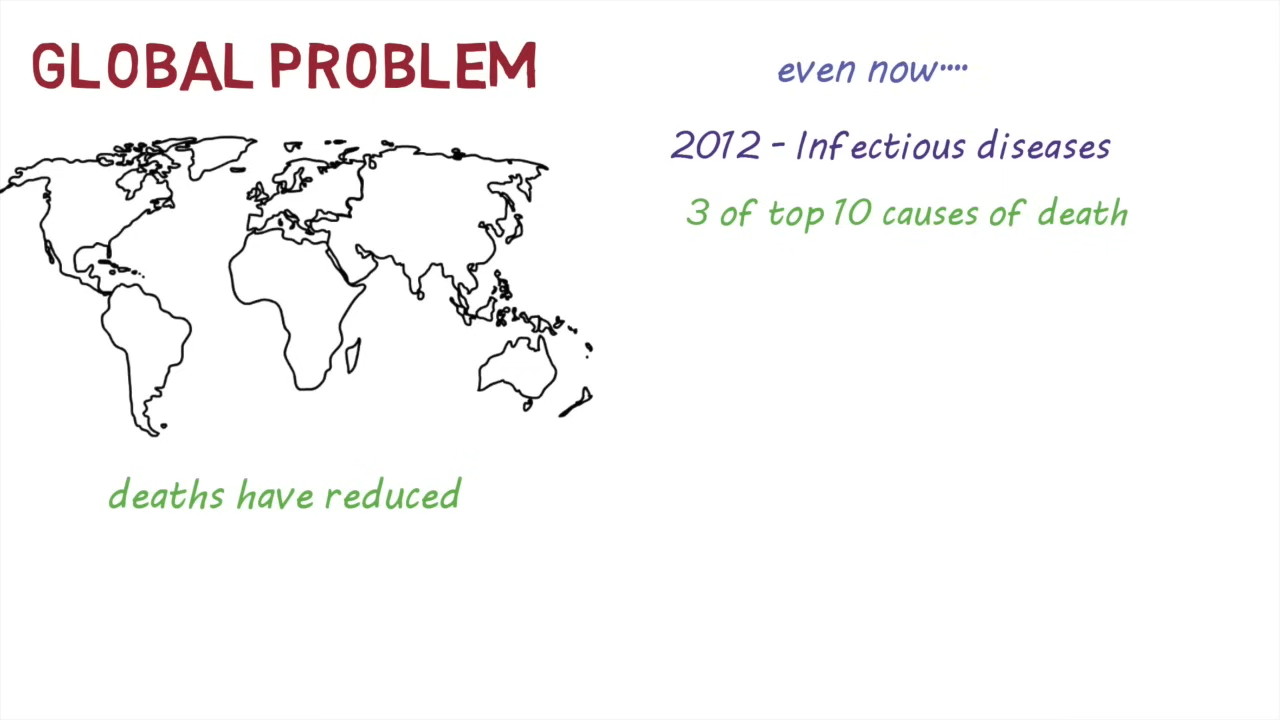 GLOBAL PROBLEM
deaths have reduced
even now....
2012 - Infectious diseases
3 of top 10 causes of death